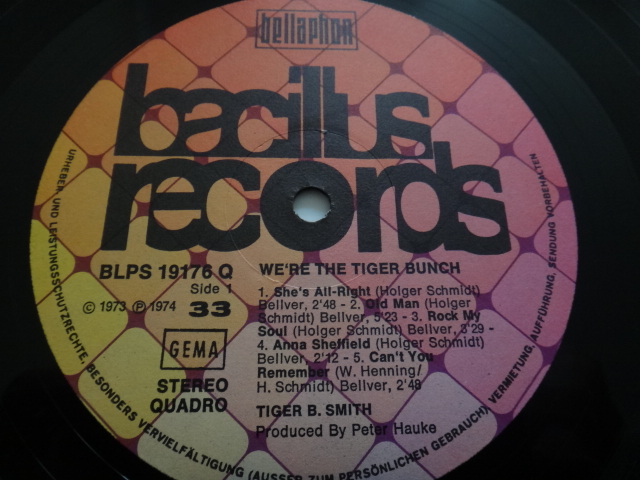 bellaphon
bacillus
records
BLPS 19176 Q
Side 1
© 1973 Ⓟ 1974 33
GEMA
STEREO
QUADRO
WE'RE THE TIGER BUNCH
1. She's All-Right (Holger Schmidt)
Bellver, 2'48 - 2. Old Man (Holger
Schmidt) Bellver, 5'23 - 3. Rock My
Soul (Holger Schmidt) Bellver, 3'29 -
4. Anna Sheffield (Holger Schmidt)
Bellver, 2'12 - 5. Can't You
Remember (W. Henning/
H. Schmidt) Bellver, 2'48
TIGER B. SMITH
Produced By Peter Hauke
URHEBER- UND LEISTUNGSSCHUTZRECHTE, BESONDERS VERVIELFÄLTIGUNG (AUSSER ZUM PERSÖNLICHEN GEBRAUCH) VERMIETUNG, AUFFÜHRUNG, SENDUNG VORBEHALTEN